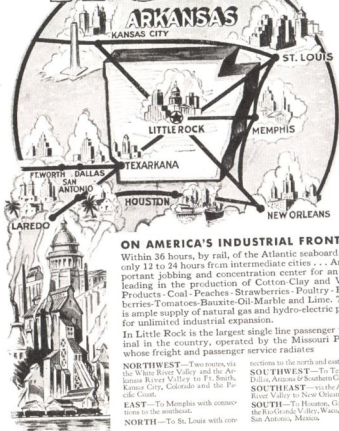 ARKANSAS
KANSAS CITY
ST. LOUIS
LITTLE ROCK
MEMPHIS
TEXARKANA
FT. WORTH . DALLAS
SAN
ANTONIO
HOUSTON
NEW ORLEANS
LAREDO
ON AMERICA'S INDUSTRIAL FRONT
Within 36 hours, by rail, of the Atlantic seaboard
only 12 to 24 hours from intermediate cities . . . A
portant jobbing and concentration center for an
leading in the production of Cotton-Clay and
Products - Coal - Peaches - Strawberries - Poultry -
berries-Tomatoes-Bauxite-Oil-Marble and Lime.
is ample supply of natural gas and hydro-electric p
for unlimited industrial expansion.
In Little Rock is the largest single line passenger
inal in the country, operated by the Missouri P
whose freight and passenger service radiates
NORTHWEST—Two routes, via
the White River Valley and the Ar-
kansas River Valley to Ft. Smith,
Kansas City, Colorado and the Pa-
cific Coast.
EAST—To Memphis with connec-
tions to the southeast.
NORTH—To St. Louis with con-
nections to the north and east
SOUTHWEST—To Te
Dallas, Arizona & Southern C
SOUTHEAST—via the
River Valley to New Orlean
SOUTH—To Houston, G
the Rio Grande Valley, Waco,
San Antonio, Mexico.